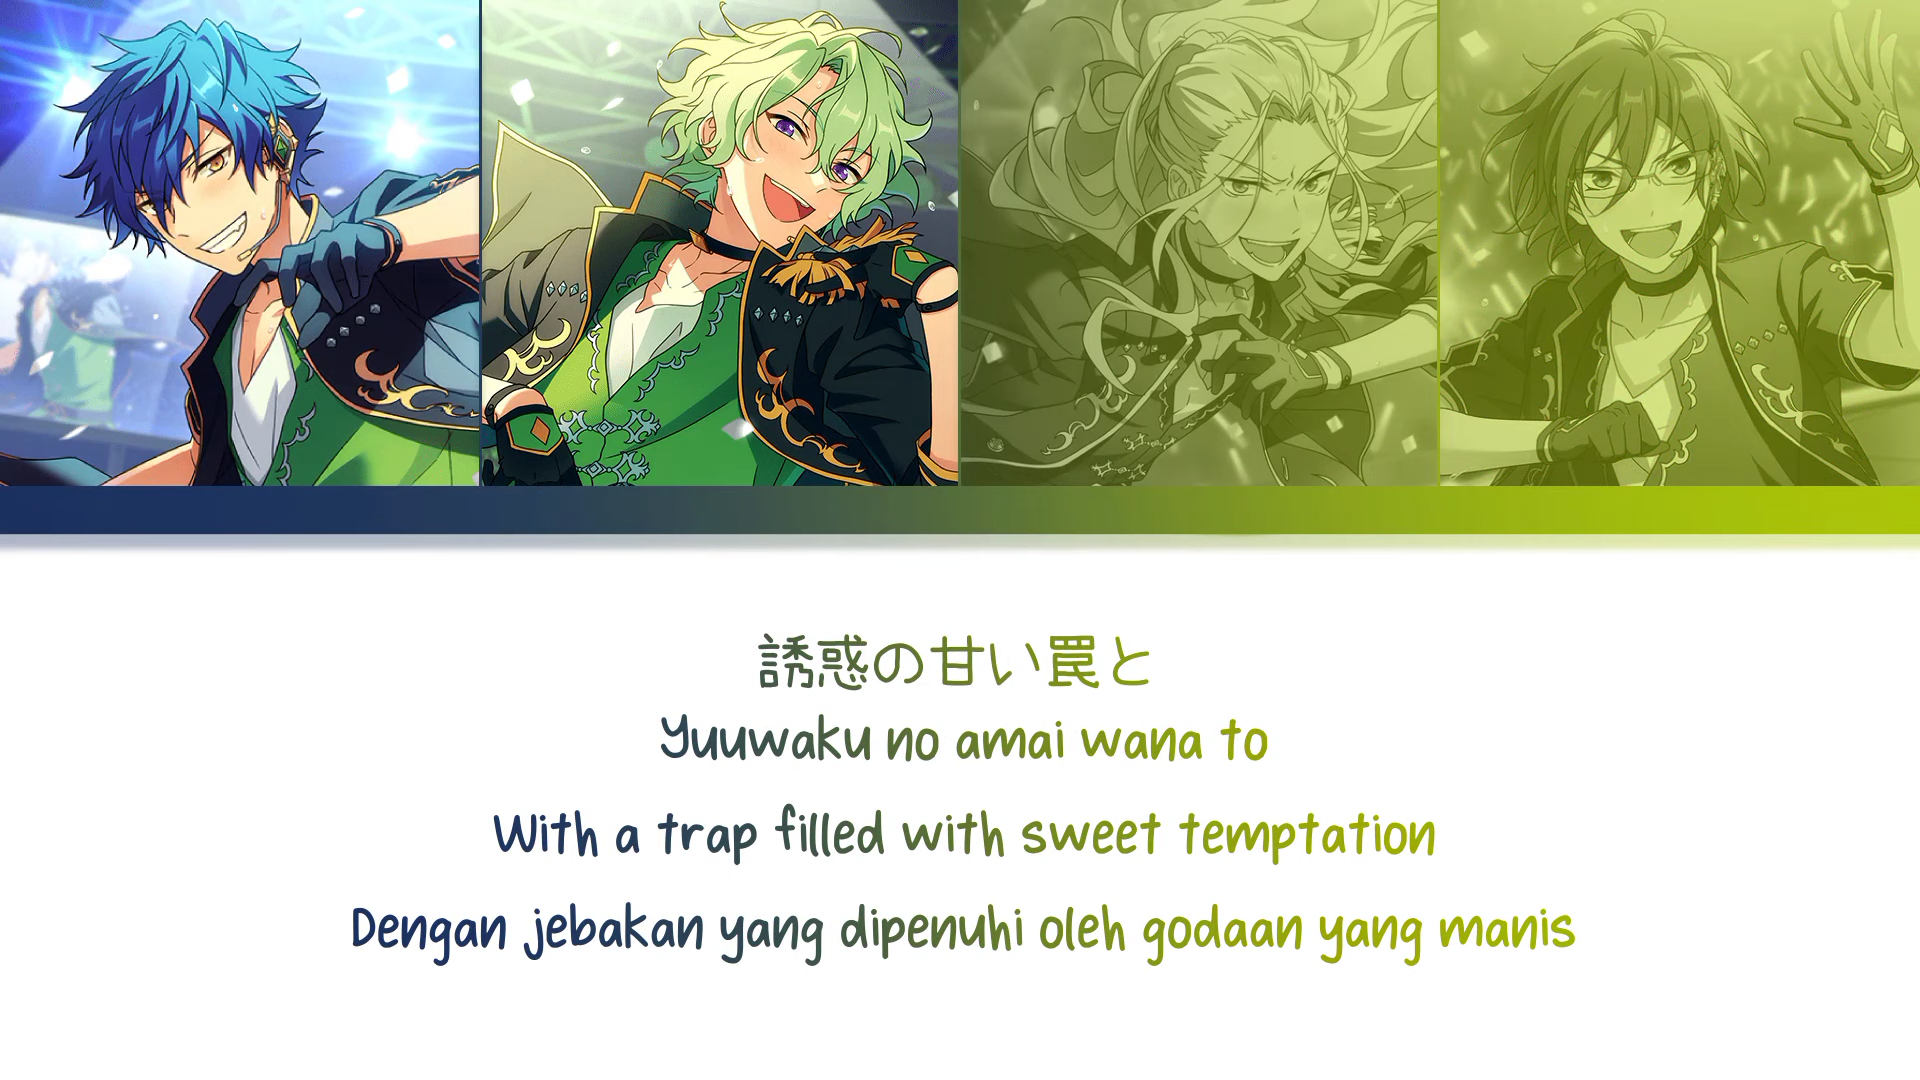 誘惑の甘い罠と
Yuuwaku no amai wana to
With a trap filled with sweet temptation
Dengan jebakan yang dipenuhi oleh godaan yang manis